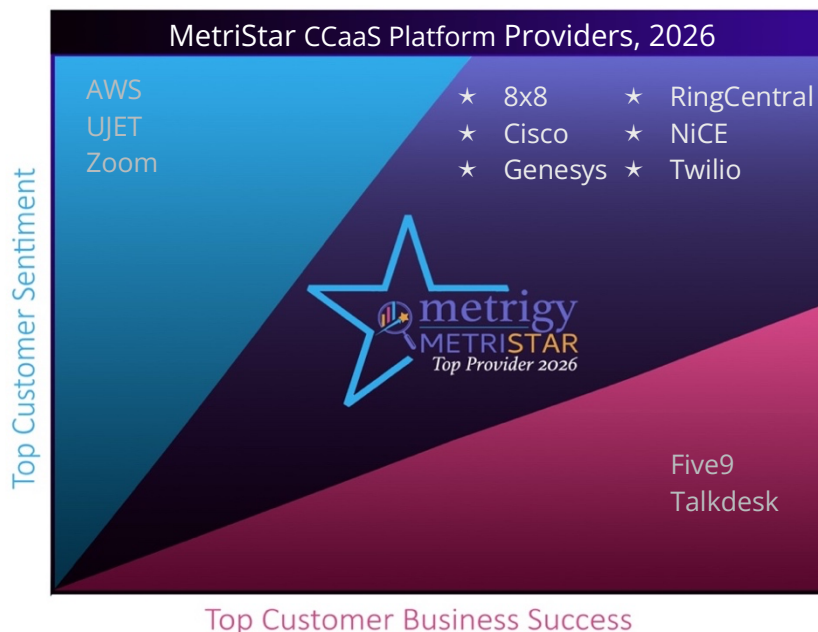 MetriStar CCaaS Platform Providers, 2026
AWS
UJET
Zoom
★ 8x8 ★ RingCentral
★ Cisco ★ NiCE
★ Genesys ★ Twilio
Top Customer Sentiment
metrigy
METRISTAR
Top Provider 2026
Five9
Talkdesk
Top Customer Business Success